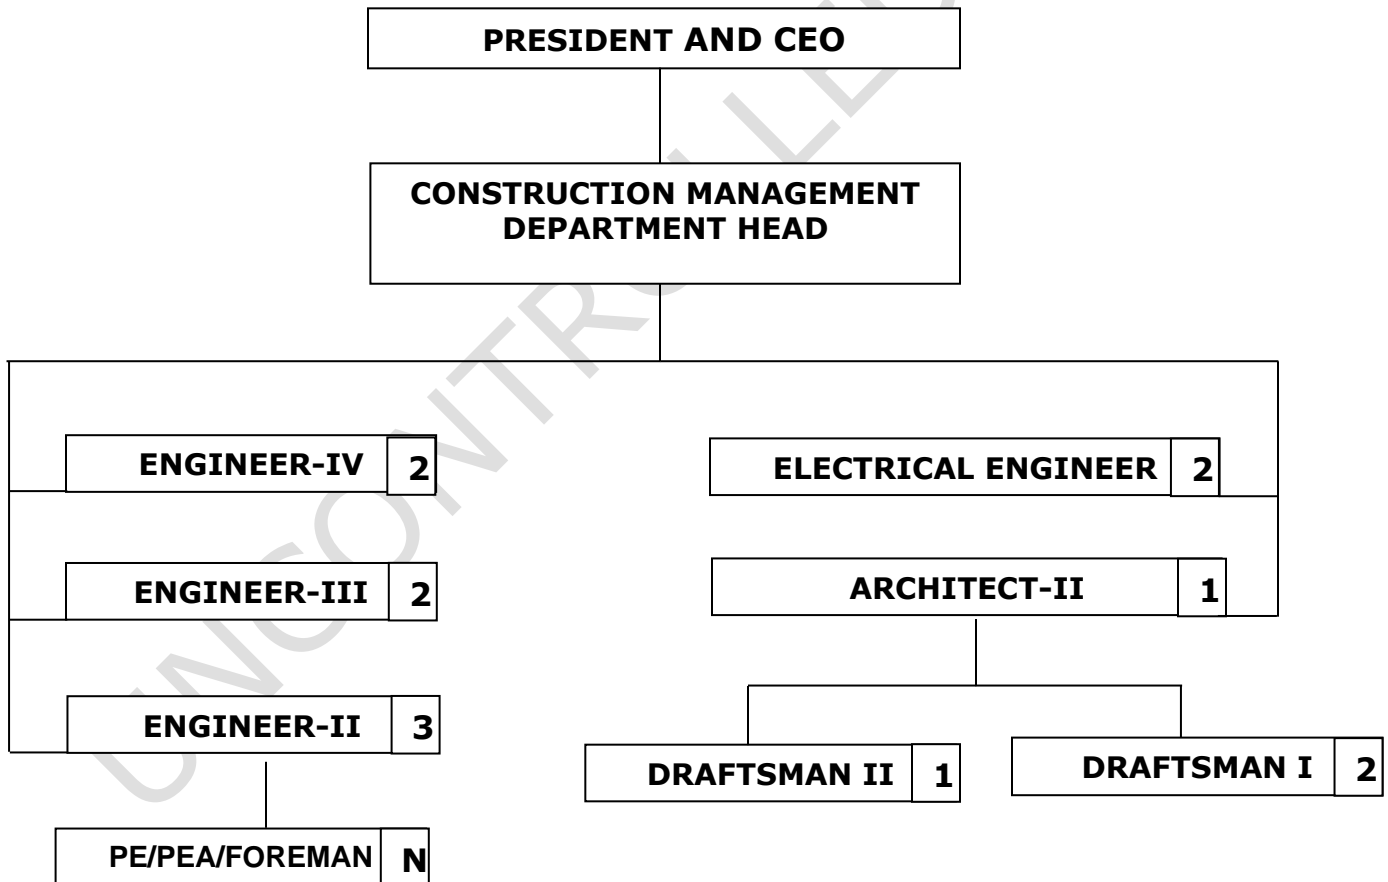 PRESIDENT AND CEO
CONSTRUCTION MANAGEMENT
DEPARTMENT HEAD
ENGINEER-IV 2
ELECTRICAL ENGINEER 2
ENGINEER-III 2
ARCHITECT-II 1
ENGINEER-II 3
DRAFTSMAN II 1
DRAFTSMAN I 2
PE/PEA/FOREMAN N